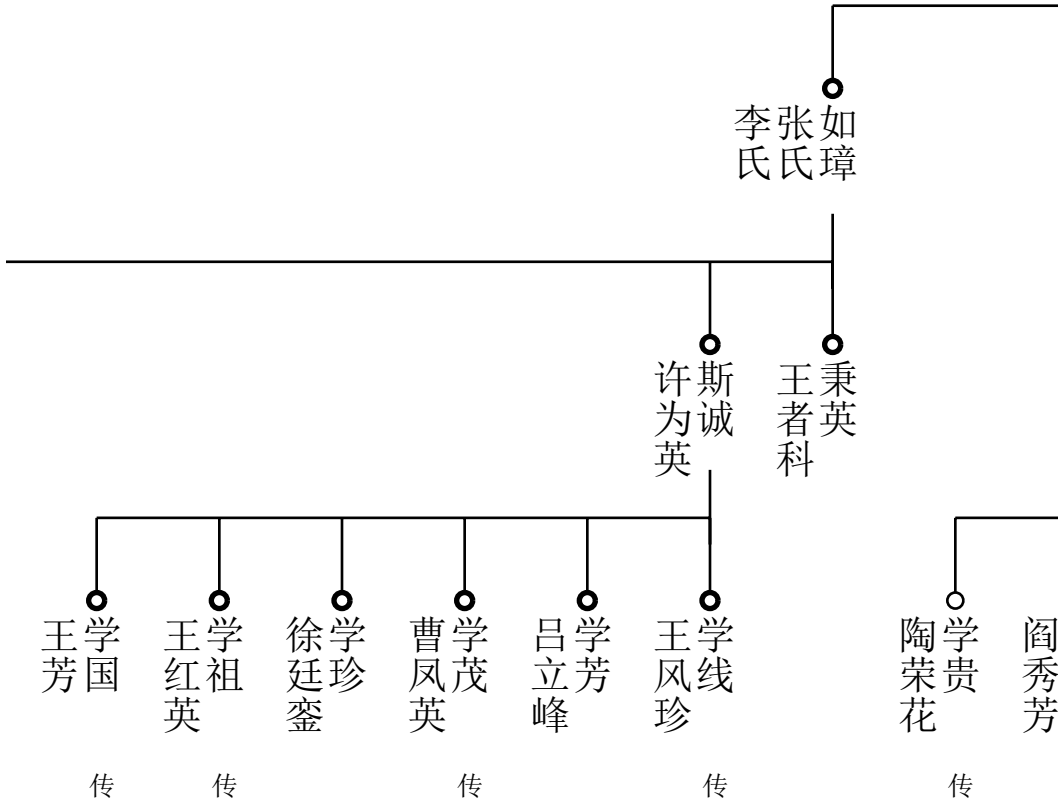 如璋
张氏
李氏
秉英
王者科
斯诚
许为英
阎秀芳
学贵
陶荣花
学线
王风珍
学芳
吕立峰
学茂
曹凤英
学珍
徐廷銮
学祖
王红英
学国
王芳
传
传
传
传
传